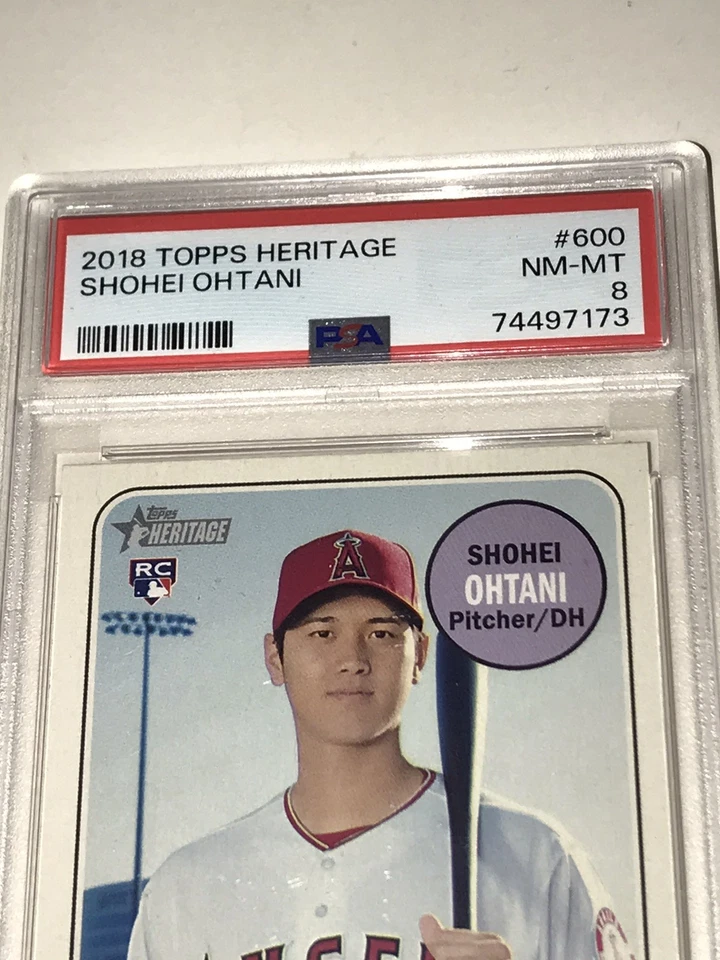 2018 TOPPS HERITAGE
SHOHEI OHTANI
#600
NM-MT
8
74497173
PSA
Topps
HERITAGE
RC
A
SHOHEI
OHTANI
Pitcher/DH